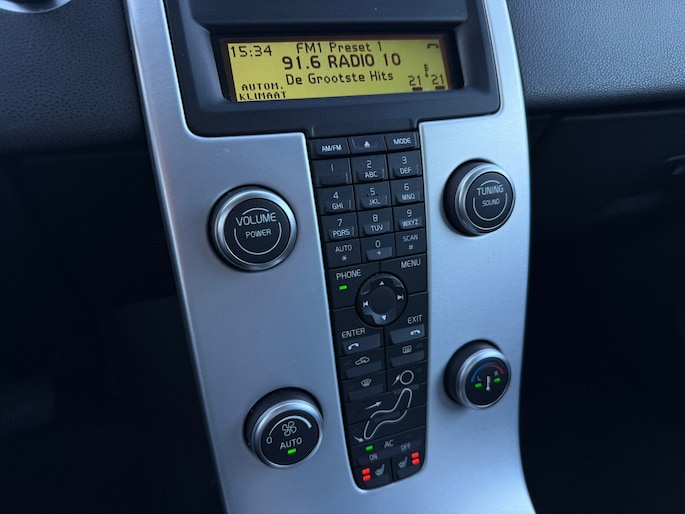 15:34 FM1 Preset 1
91.6 RADIO 10
De Grootste Hits
AUTOM. 21 21
KLIMAAT
AM/FM MODE
1 2 ABC 3 DEF
4 GHI 5 JKL 6 MNO
7 PQRS 8 TUV 9 WXYZ
AUTO * 0 + SCAN #
VOLUME
POWER
TUNING
SOUND
PHONE MENU
ENTER EXIT
0 AUTO
L R
AC
ON OFF